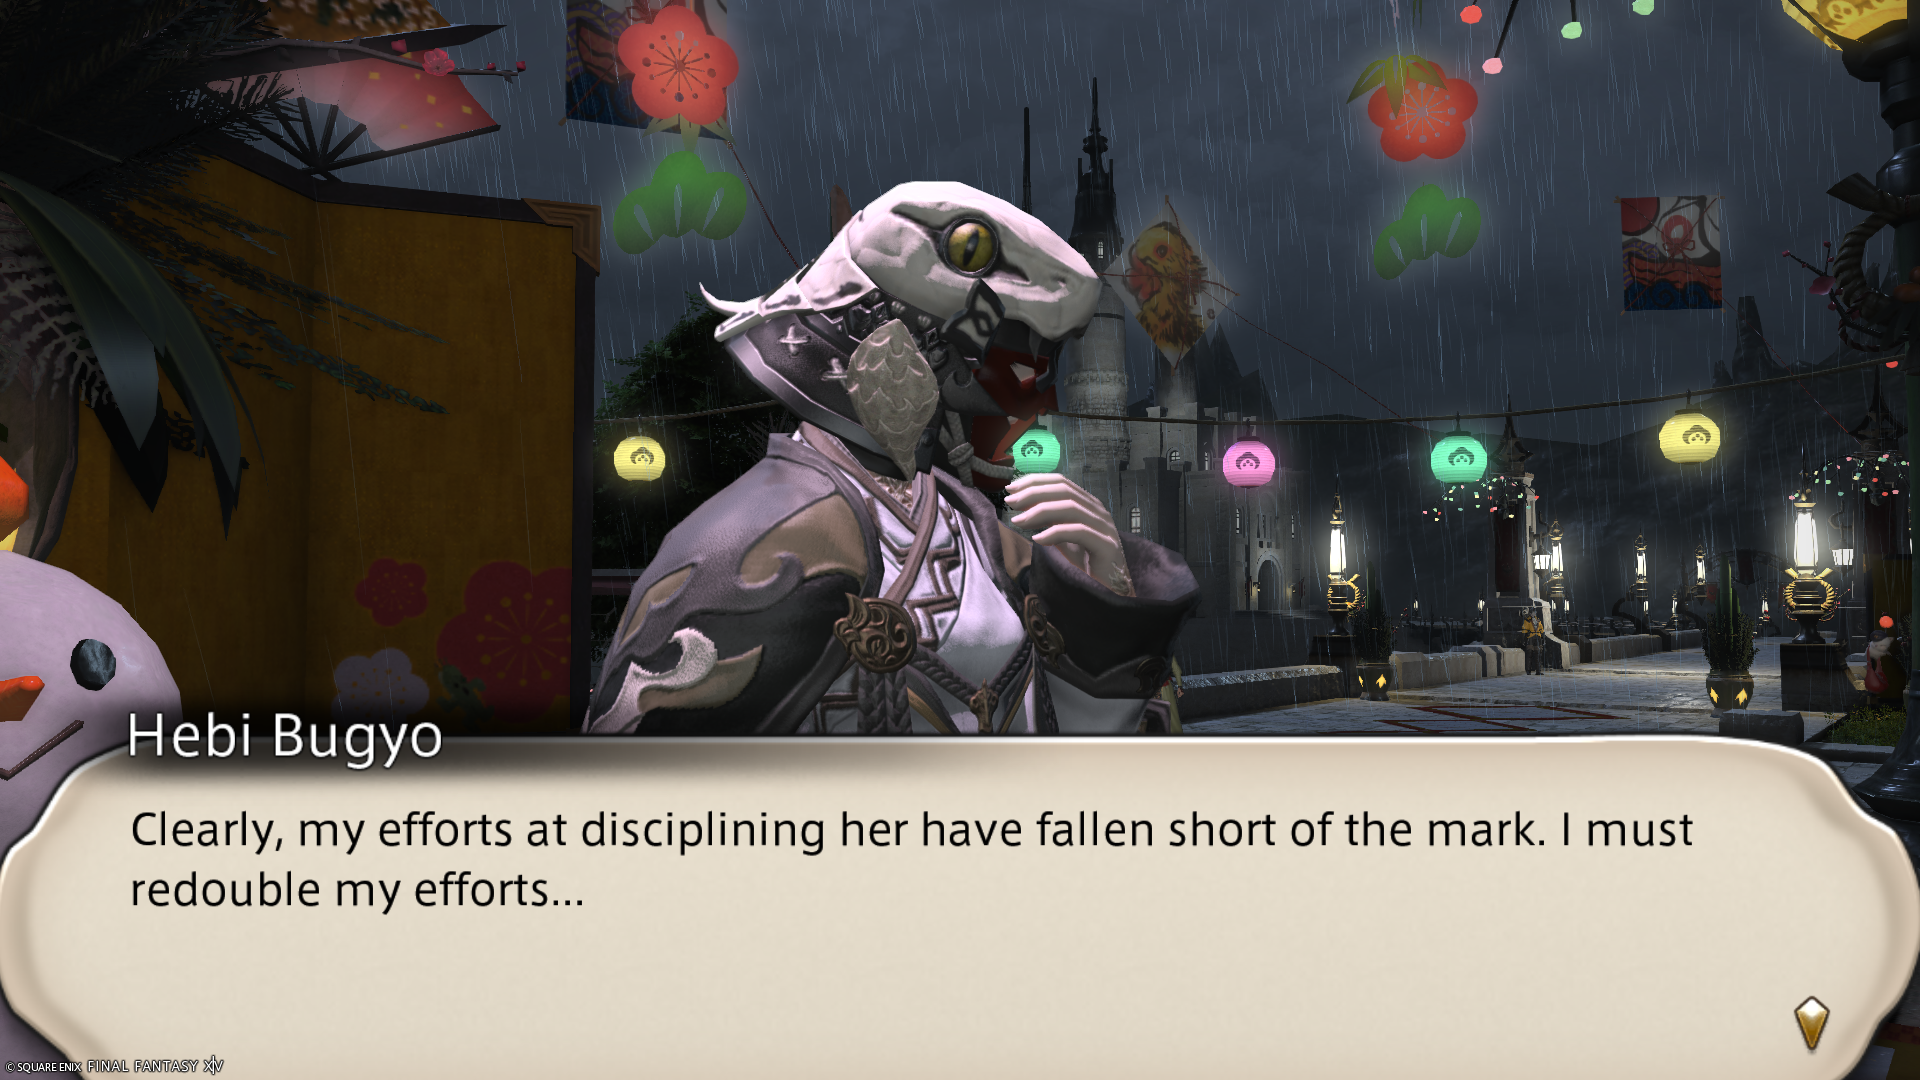 Hebi Bugyo
Clearly, my efforts at disciplining her have fallen short of the mark. I must
redouble my efforts...
© SQUARE ENIX FINAL FANTASY XIV